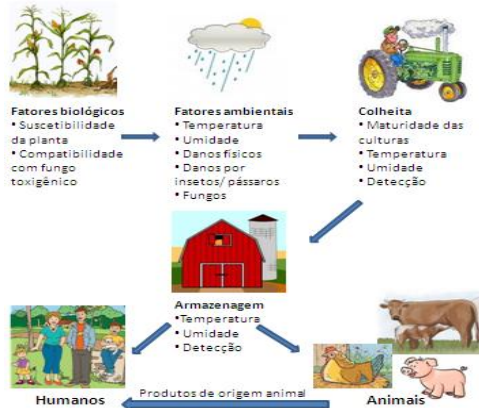 Fatores biológicos
• Suscetibilidade
da planta
• Compatibilidade
com fungo
toxigênico
Fatores ambientais
• Temperatura
• Umidade
• Danos físicos
• Danos por
insetos/ pássaros
• Fungos
Colheita
• Maturidade das
culturas
• Temperatura
• Umidade
• Detecção
Armazenagem
•Temperatura
• Umidade
• Detecção
Humanos
Produtos de origem animal
Animais